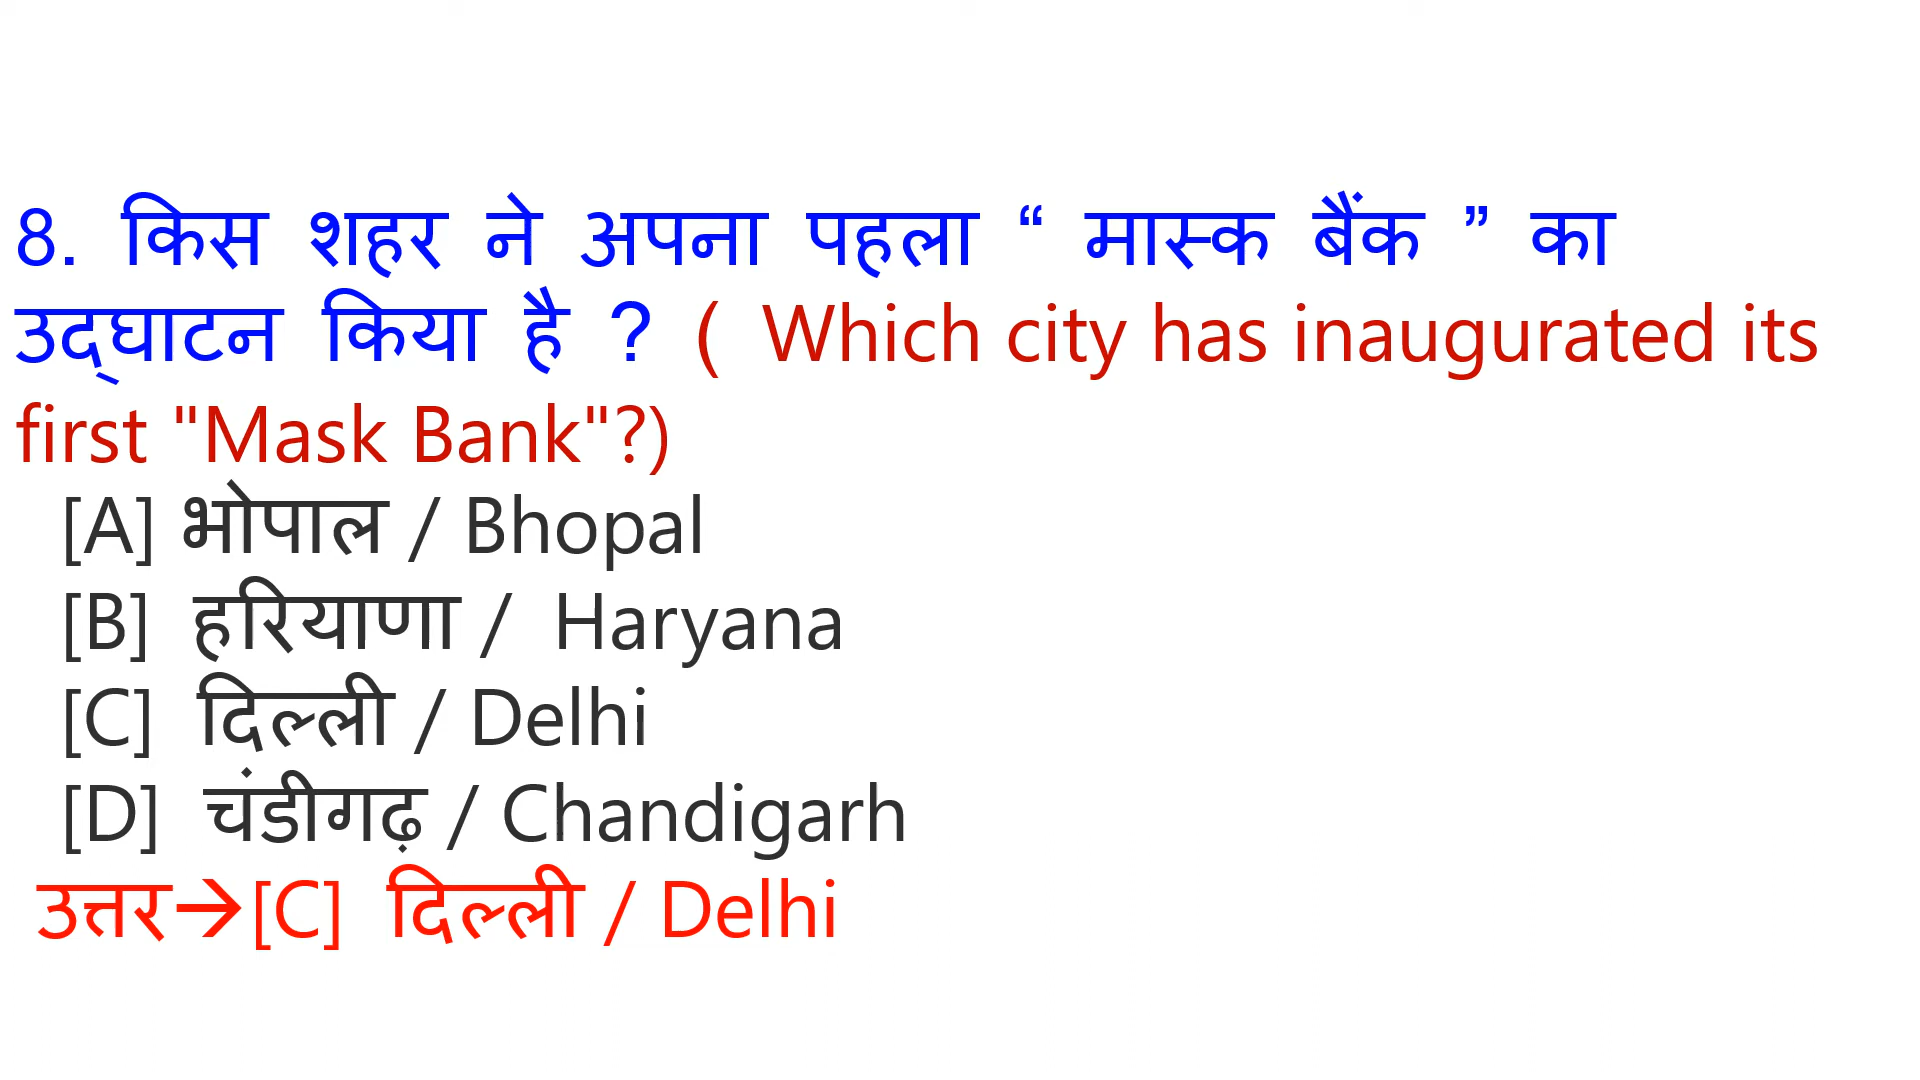 8. किस शहर ने अपना पहला “ मास्क बैंक ” का
उद्घाटन किया है ? ( Which city has inaugurated its
first "Mask Bank"?)
[A] भोपाल / Bhopal
[B] हरियाणा / Haryana
[C] दिल्ली / Delhi
[D] चंडीगढ़ / Chandigarh
उत्तर→[C] दिल्ली / Delhi